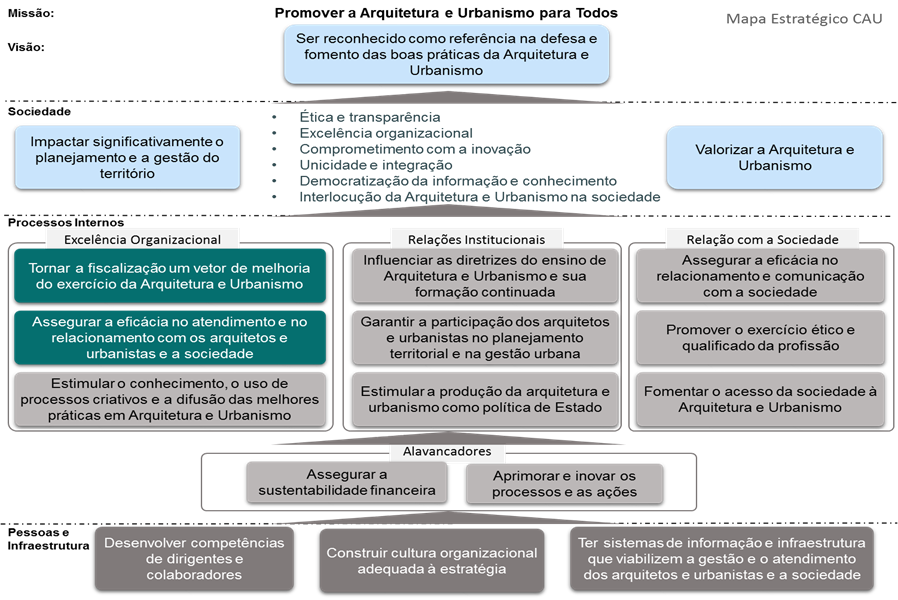 Missão:
Promover a Arquitetura e Urbanismo para Todos
Mapa Estratégico CAU
Visão:
Ser reconhecido como referência na defesa e
fomento das boas práticas da Arquitetura e
Urbanismo
Sociedade
Impactar significativamente o
planejamento e a gestão do
território
• Ética e transparência
• Excelência organizacional
• Comprometimento com a inovação
• Unicidade e integração
• Democratização da informação e conhecimento
• Interlocução da Arquitetura e Urbanismo na sociedade
Valorizar a Arquitetura e
Urbanismo
Processos Internos
Excelência Organizacional
Tornar a fiscalização um vetor de melhoria
do exercício da Arquitetura e Urbanismo
Assegurar a eficácia no atendimento e no
relacionamento com os arquitetos e
urbanistas e a sociedade
Estimular o conhecimento, o uso de
processos criativos e a difusão das melhores
práticas em Arquitetura e Urbanismo
Relações Institucionais
Influenciar as diretrizes do ensino de
Arquitetura e Urbanismo e sua
formação continuada
Garantir a participação dos arquitetos
e urbanistas no planejamento
territorial e na gestão urbana
Estimular a produção da arquitetura e
urbanismo como política de Estado
Relação com a Sociedade
Assegurar a eficácia no
relacionamento e comunicação
com a sociedade
Promover o exercício ético e
qualificado da profissão
Fomentar o acesso da sociedade à
Arquitetura e Urbanismo
Alavancadores
Assegurar a
sustentabilidade financeira
Aprimorar e inovar os
processos e as ações
Pessoas e
Infraestrutura
Desenvolver competências
de dirigentes e
colaboradores
Construir cultura organizacional
adequada à estratégia
Ter sistemas de informação e infraestrutura
que viabilizem a gestão e o atendimento
dos arquitetos e urbanistas e a sociedade